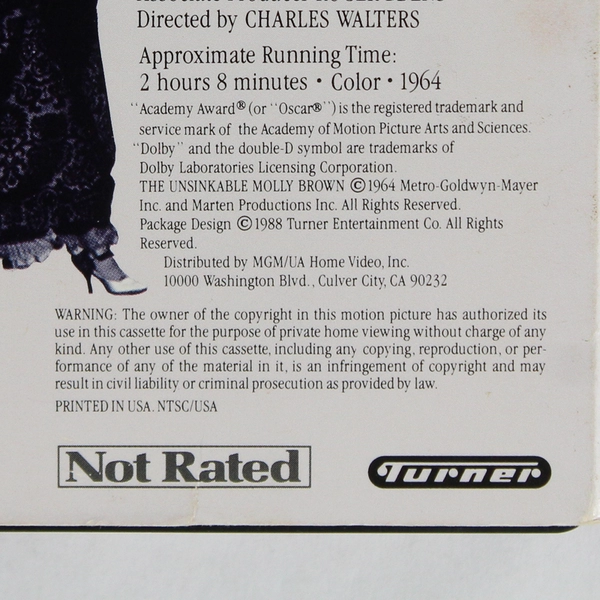 Directed by CHARLES WALTERS
Approximate Running Time:
2 hours 8 minutes • Color • 1964
"Academy Award® (or "Oscar®") is the registered trademark and
service mark of the Academy of Motion Picture Arts and Sciences.
"Dolby" and the double-D symbol are trademarks of
Dolby Laboratories Licensing Corporation.
THE UNSINKABLE MOLLY BROWN ©1964 Metro-Goldwyn-Mayer
Inc. and Marten Productions Inc. All Rights Reserved.
Package Design ©1988 Turner Entertainment Co. All Rights
Reserved.
Distributed by MGM/UA Home Video, Inc.
10000 Washington Blvd., Culver City, CA 90232
WARNING: The owner of the copyright in this motion picture has authorized its
use in this cassette for the purpose of private home viewing without charge of any
kind. Any other use of this cassette, including any copying, reproduction, or per-
formance of any of the material in it, is an infringement of copyright and may
result in civil liability or criminal prosecution as provided by law.
PRINTED IN USA. NTSC/USA
Not Rated
Turner